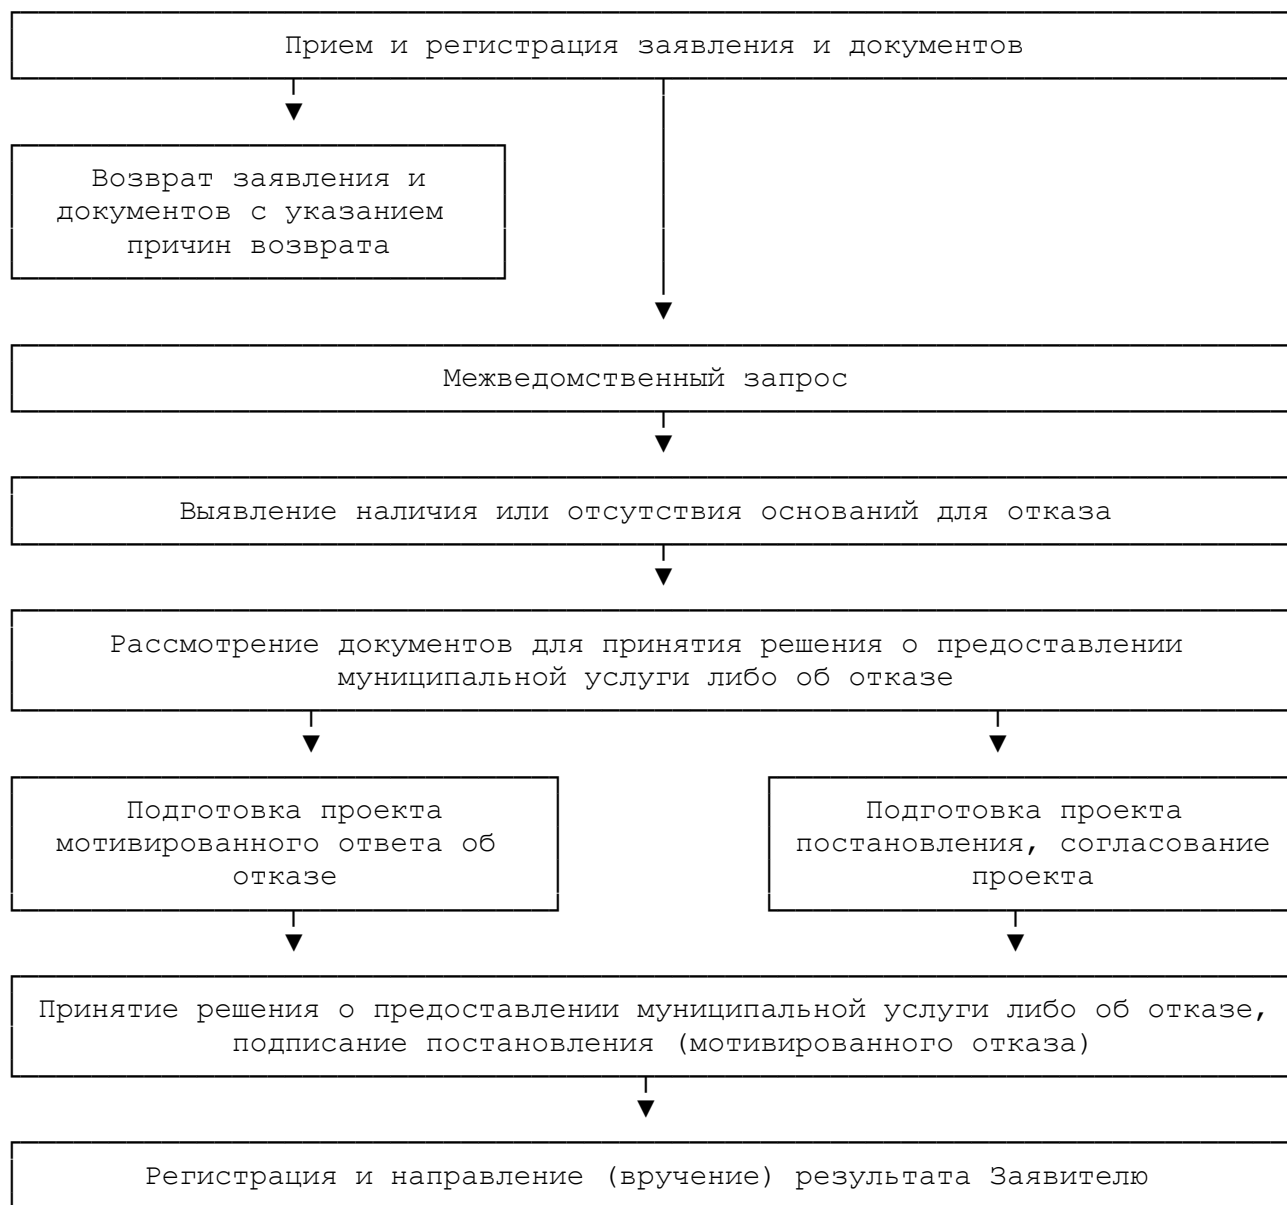 Прием и регистрация заявления и документов
Возврат заявления и
документов с указанием
причин возврата
Межведомственный запрос
Выявление наличия или отсутствия оснований для отказа
Рассмотрение документов для принятия решения о предоставлении
муниципальной услуги либо об отказе
Подготовка проекта
мотивированного ответа об
отказе
Подготовка проекта
постановления, согласование
проекта
Принятие решения о предоставлении муниципальной услуги либо об отказе,
подписание постановления (мотивированного отказа)
Регистрация и направление (вручение) результата Заявителю